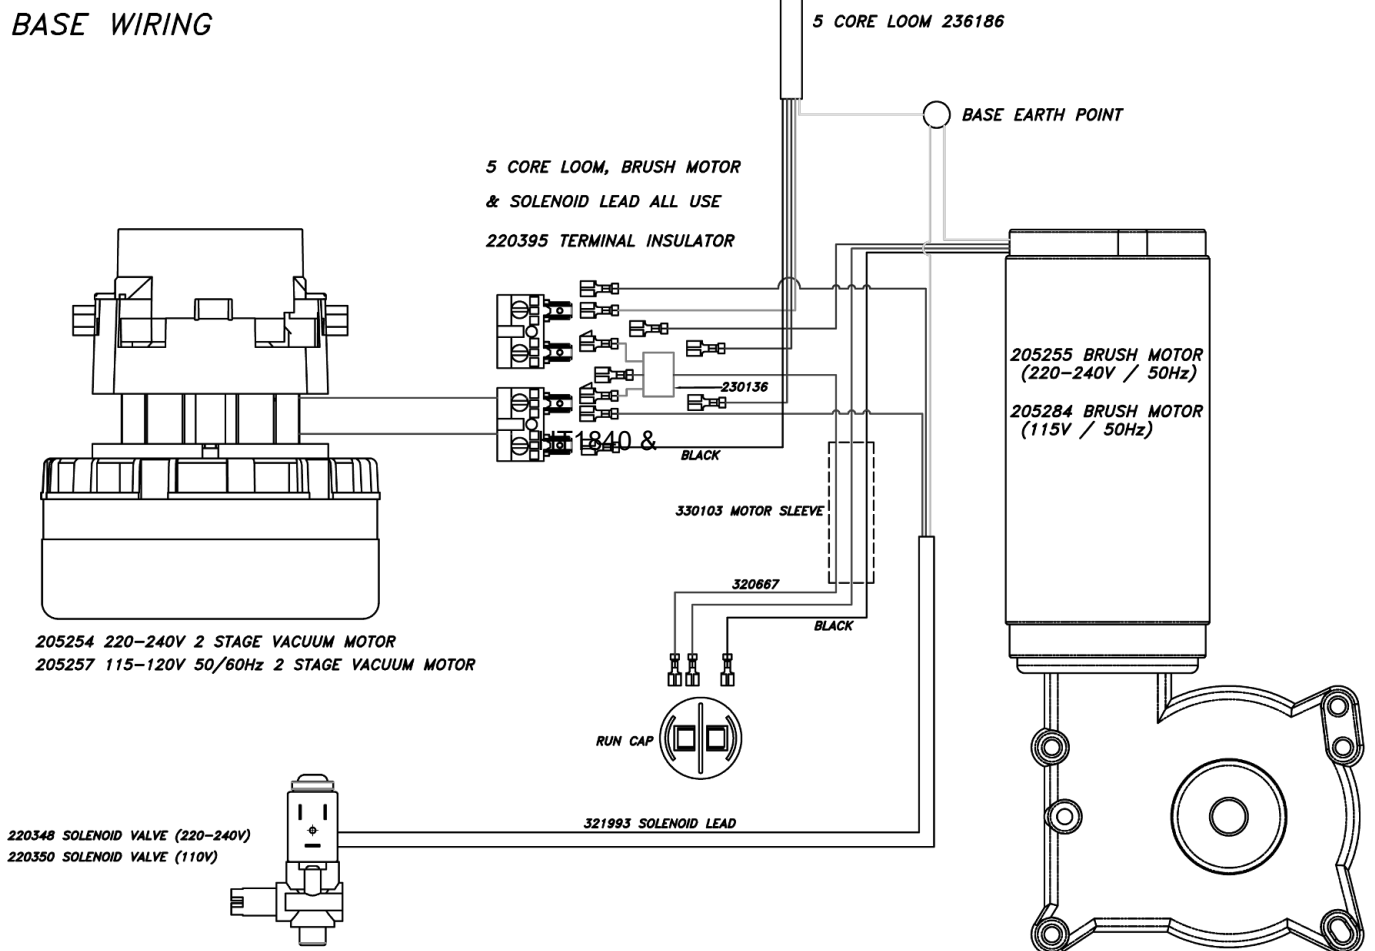 BASE WIRING
5 CORE LOOM 236186
BASE EARTH POINT
5 CORE LOOM, BRUSH MOTOR
& SOLENOID LEAD ALL USE
220395 TERMINAL INSULATOR
205255 BRUSH MOTOR
(220-240V / 50Hz)
205284 BRUSH MOTOR
(115V / 50Hz)
230136
1840 &
BLACK
330103 MOTOR SLEEVE
320667
BLACK
205254 220-240V 2 STAGE VACUUM MOTOR
205257 115-120V 50/60Hz 2 STAGE VACUUM MOTOR
RUN CAP
321993 SOLENOID LEAD
220348 SOLENOID VALVE (220-240V)
220350 SOLENOID VALVE (110V)